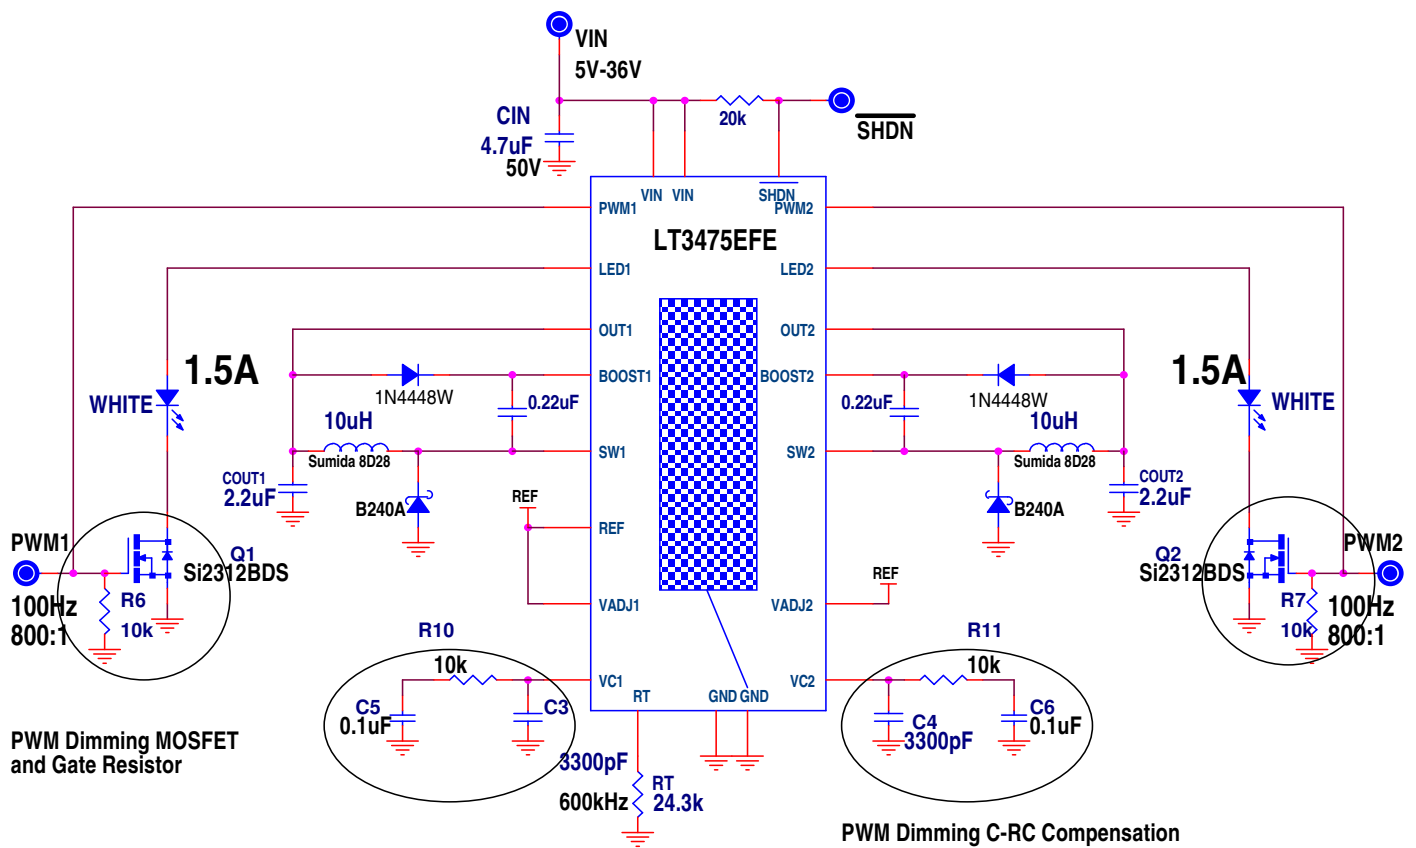 VIN
5V-36V
CIN
4.7uF
50V
20k
SHDN
VIN
VIN
SHDN
PWM1
PWM2
LT3475EFE
LED1
LED2
OUT1
OUT2
1.5A
1.5A
BOOST1
BOOST2
WHITE
1N4448W
0.22uF
0.22uF
1N4448W
WHITE
10uH
10uH
SW1
SW2
Sumida 8D28
Sumida 8D28
COUT1
2.2uF
COUT2
2.2uF
B240A
B240A
REF
REF
PWM1
Q1
Si2312BDS
Q2
Si2312BDS
PWM2
REF
100Hz
800:1
R6
10k
VADJ1
VADJ2
R7
10k
100Hz
800:1
R10
10k
R11
10k
VC1
VC2
RT
GND
GND
C5
0.1uF
C3
C4
3300pF
C6
0.1uF
PWM Dimming MOSFET
and Gate Resistor
3300pF
600kHz
RT
24.3k
PWM Dimming C-RC Compensation